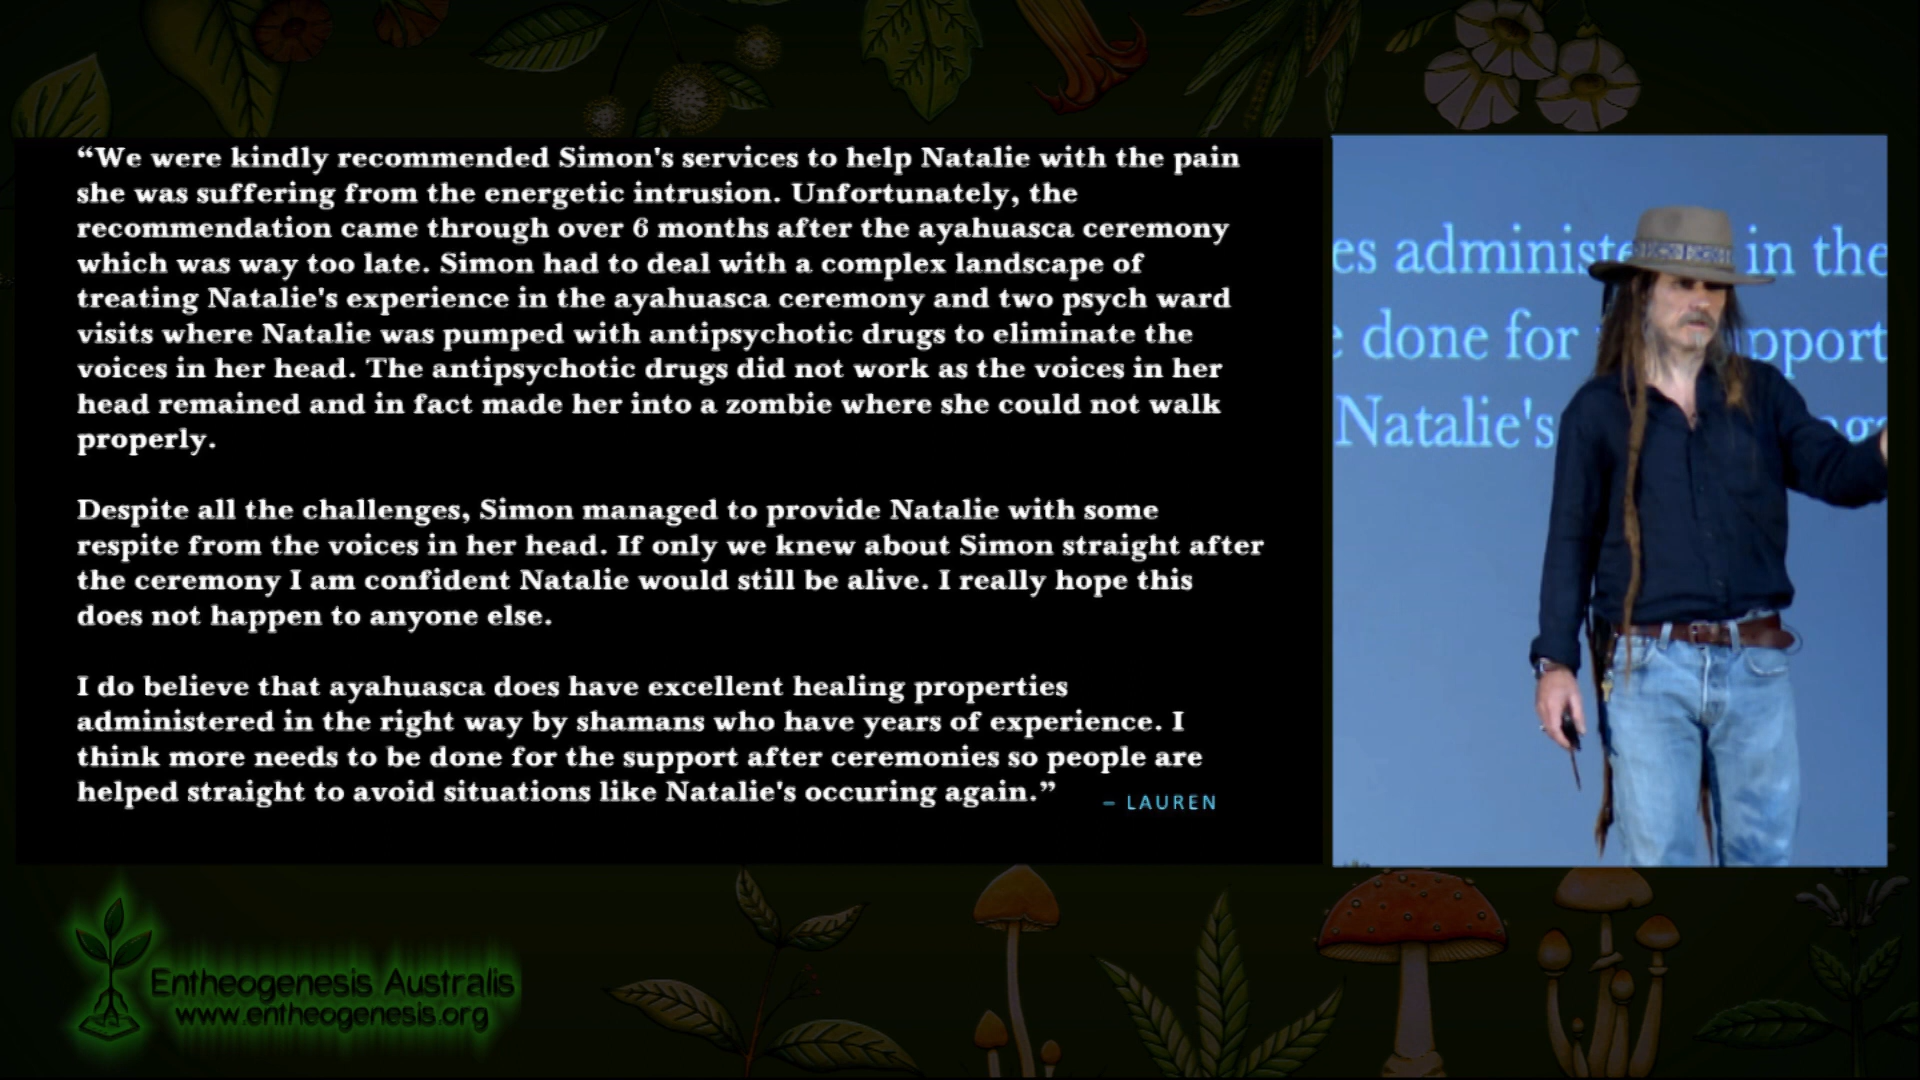 “We were kindly recommended Simon's services to help Natalie with the pain
she was suffering from the energetic intrusion. Unfortunately, the
recommendation came through over 6 months after the ayahuasca ceremony
which was way too late. Simon had to deal with a complex landscape of
treating Natalie's experience in the ayahuasca ceremony and two psych ward
visits where Natalie was pumped with antipsychotic drugs to eliminate the
voices in her head. The antipsychotic drugs did not work as the voices in her
head remained and in fact made her into a zombie where she could not walk
properly.
Despite all the challenges, Simon managed to provide Natalie with some
respite from the voices in her head. If only we knew about Simon straight after
the ceremony I am confident Natalie would still be alive. I really hope this
does not happen to anyone else.
I do believe that ayahuasca does have excellent healing properties
administered in the right way by shamans who have years of experience. I
think more needs to be done for the support after ceremonies so people are
helped straight to avoid situations like Natalie's occuring again.”
– LAUREN
es administe in the
e done for pport
Natalie's aga
Entheogenesis Australis
www.entheogenesis.org